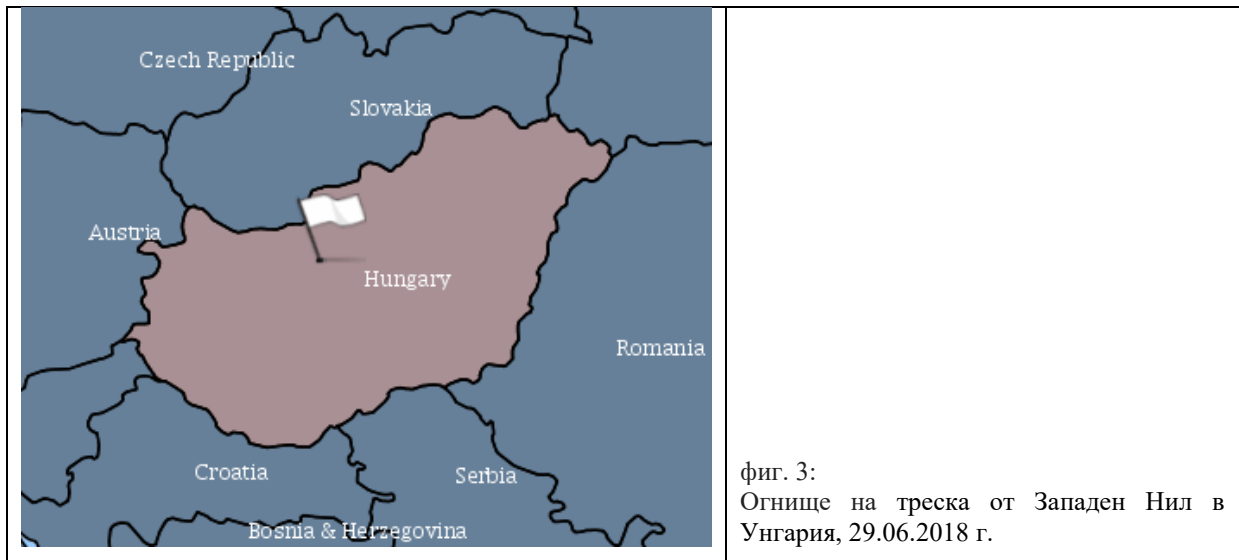 Czech Republic
Slovakia
Austria
Hungary
Romania
Croatia
Serbia
Bosnia & Herzegovina
фиг. 3:
Огнище на треска от Западен Нил в
Унгария, 29.06.2018 г.